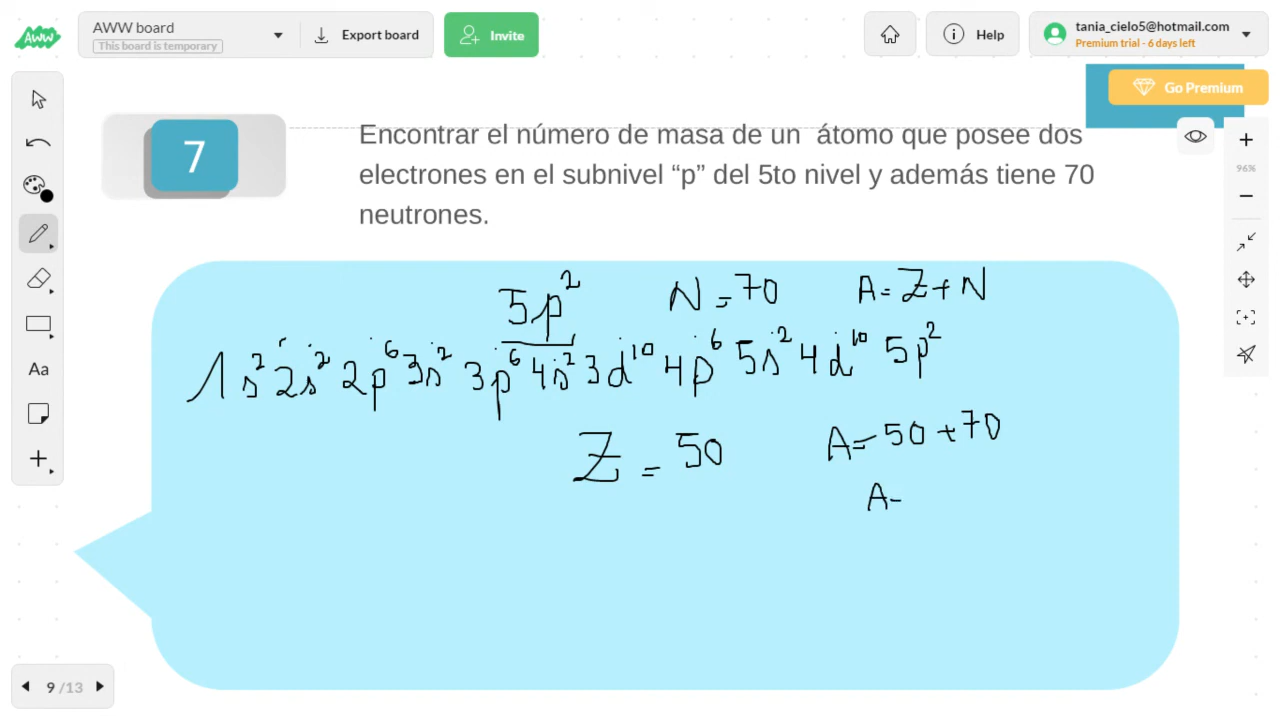 AWW
AWW board
This board is temporary
Export board
Invite
Help
tania_cielo5@hotmail.com
Premium trial - 6 days left
Go Premium
7
Encontrar el número de masa de un átomo que posee dos
electrones en el subnivel “p” del 5to nivel y además tiene 70
neutrones.
96%
Aa
5p² N = 70 A = Z + N
1s² 2s² 2p⁶ 3s² 3p⁶ 4s² 3d¹⁰ 4p⁶ 5s² 4d¹⁰ 5p²
Z = 50 A = 50 + 70
A -
9 /13